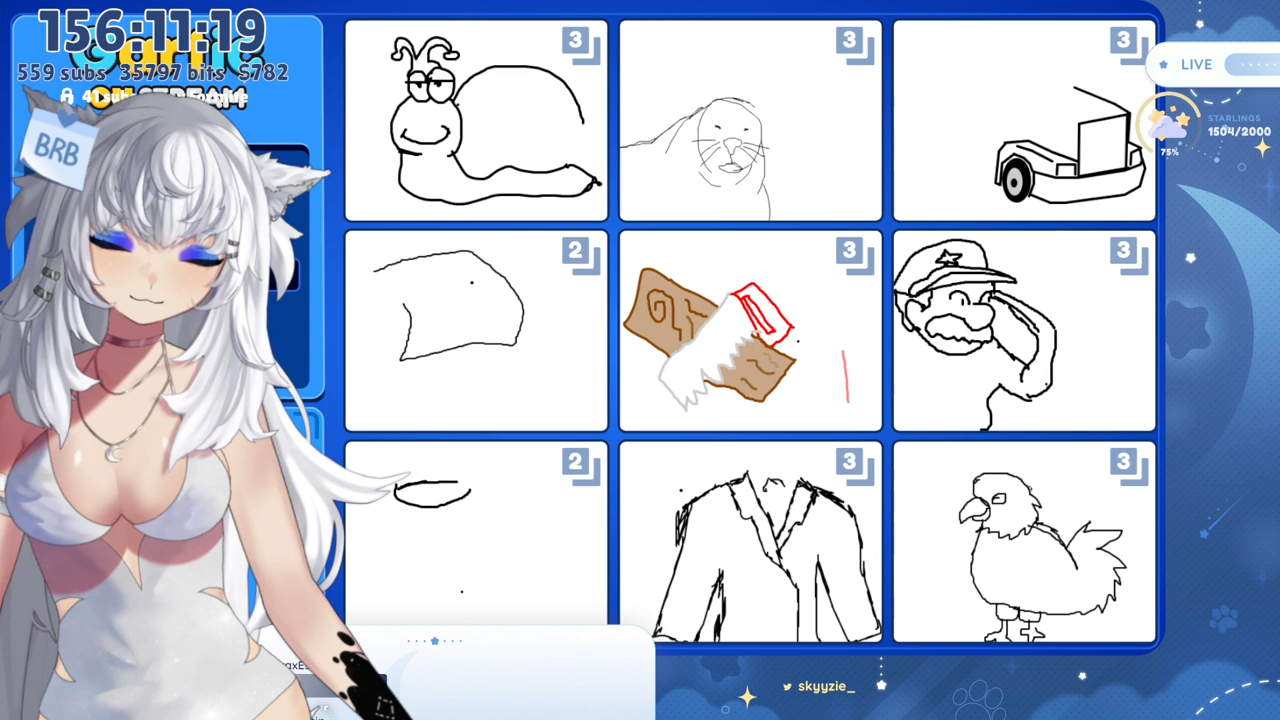 156:11:19
559 subs 35797 bits $782
Gartic
BRB
3
3
3
LIVE
STARLINGS
1504/2000
75%
2
3
3
2
3
3
skyyzie_